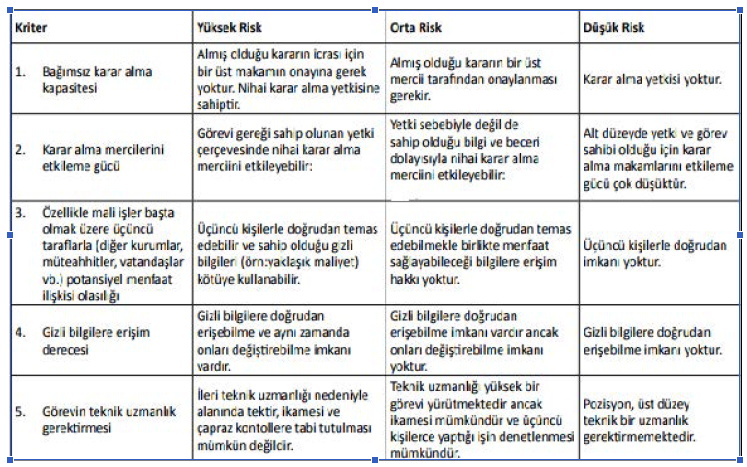 Kriter
Yüksek Risk
Orta Risk
Düşük Risk
1. Bağımsız karar alma
kapasitesi
Almış olduğu kararın icrası için
bir üst makamın onayına gerek
yoktur. Nihai karar alma yetkisine
sahiptir.
Almış olduğu kararın bir üst
mercii tarafından onaylanması
gerekir.
Karar alma yetkisi yoktur.
2. Karar alma mercilerini
etkileme gücü
Görevi gereği sahip olunan yetki
çerçevesinde nihai karar alma
merciini etkileyebilir:
Yetki sebebiyle değil de
sahip olduğu bilgi ve beceri
dolayısıyla nihai karar alma
merciini etkileyebilir:
Alt düzeyde yetki ve görev
sahibi olduğu için karar
alma makamlarını etkileme
gücü çok düşüktür.
3. Özellikle mali işler başta
olmak üzere üçüncü
taraflarla (diğer kurumlar,
müteahhitler, vatandaşlar
vb.) potansiyel menfaat
ilişkisi olasılığı
Üçüncü kişilerle doğrudan temas
edebilir ve sahip olduğu gizli
bilgileri (örn:yaklaşık maliyet)
kötüye kullanabilir.
Üçüncü kişilerle doğrudan temas
edebilmekle birlikte menfaat
sağlayabileceği bilgilere erişim
hakkı yoktur.
Üçüncü kişilerle doğrudan
imkanı yoktur.
4. Gizli bilgilere erişim
derecesi
Gizli bilgilere doğrudan
erişebilme ve aynı zamanda
onları değiştirebilme imkanı
vardır.
Gizli bilgilere doğrudan
erişebilme imkanı vardır ancak
onları değiştirebilme imkanı
yoktur.
Gizli bilgilere doğrudan
erişebilme imkanı yoktur.
5. Görevin teknik uzmanlık
gerektirmesi
İleri teknik uzmanlığı nedeniyle
alanında tektir, ikamesi ve
çapraz kontollere tabi tutulması
mümkün değildir.
Teknik uzmanlığı yüksek bir
görevi yürütmektedir ancak
ikamesi mümkündür ve üçüncü
kişilerce yaptığı işin denetlenmesi
mümkündür.
Pozisyon, üst düzey
teknik bir uzmanlık
gerektirmemektedir.